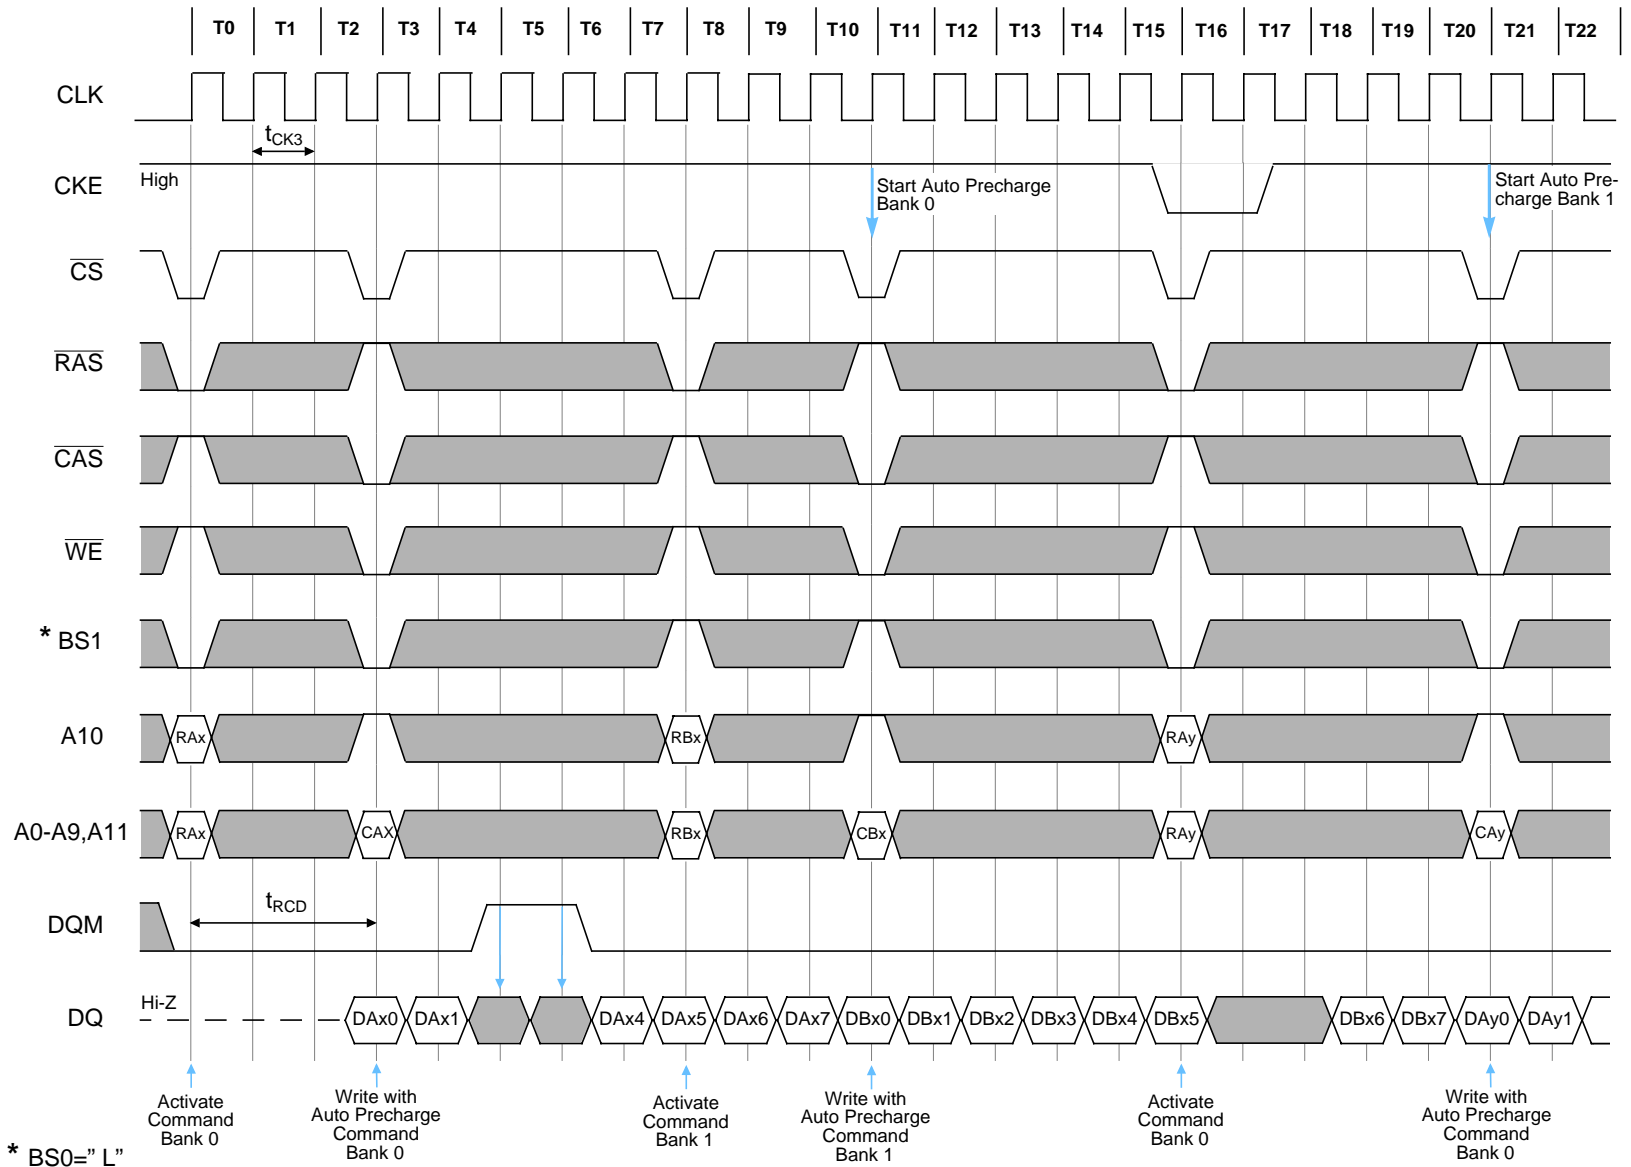 T0 T1 T2 T3 T4 T5 T6 T7 T8 T9 T10 T11 T12 T13 T14 T15 T16 T17 T18 T19 T20 T21 T22
CLK
tCK3
CKE
High
Start Auto Precharge
Bank 0
Start Auto Pre-
charge Bank 1
CS
RAS
CAS
WE
* BS1
A10
RAx RBx RAy
A0-A9,A11
RAx CAX RBx CBx RAy CAy
DQM
tRCD
DQ
Hi-Z
DAx0 DAx1 DAx4 DAx5 DAx6 DAx7 DBx0 DBx1 DBx2 DBx3 DBx4 DBx5 DBx6 DBx7 DAy0 DAy1
Activate
Command
Bank 0
Write with
Auto Precharge
Command
Bank 0
Activate
Command
Bank 1
Write with
Auto Precharge
Command
Bank 1
Activate
Command
Bank 0
Write with
Auto Precharge
Command
Bank 0
* BS0=” L”